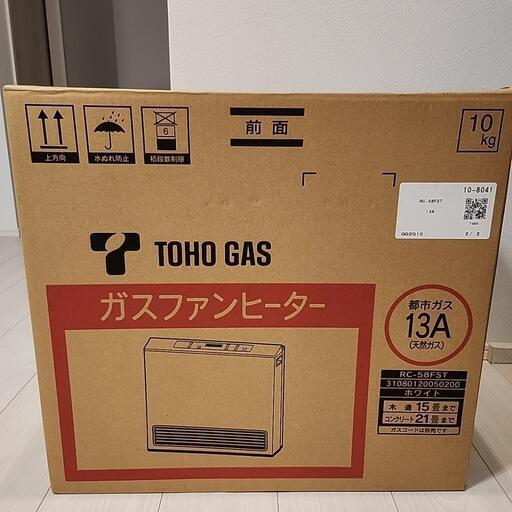 6
上方向
水ぬれ防止
積段数制限
前面
10
kg
10-8041
RC-58FST
13A
GG2G10
2/ 2
TOHO GAS
ガスファンヒーター
都市ガス
13A
(天然ガス)
RC-58FST
31080120050200
ホワイト
木造 15畳まで
コンクリート 21畳まで
ガスコードは別売です